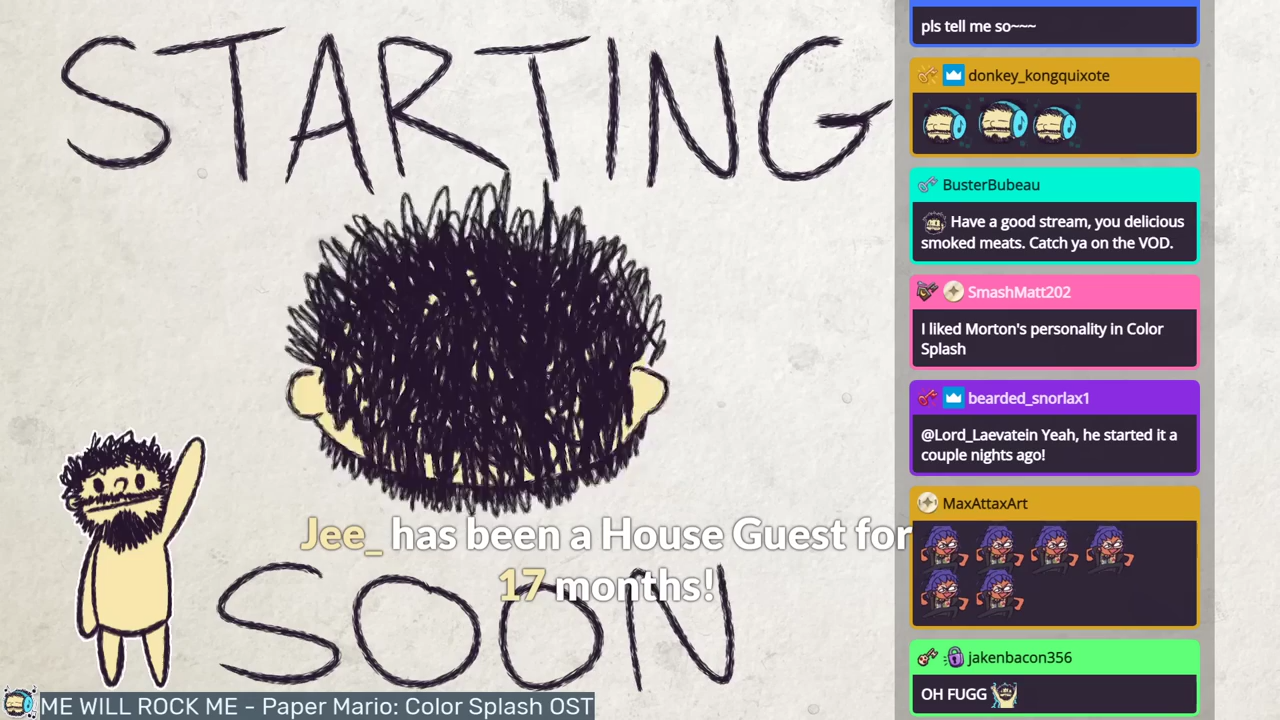 STARTING
SOON
Jee_ has been a House Guest for
17 months!
ME WILL ROCK ME - Paper Mario: Color Splash OST
pls tell me so~~~
donkey_kongquixote
BusterBubeau
Have a good stream, you delicious
smoked meats. Catch ya on the VOD.
SmashMatt202
I liked Morton's personality in Color
Splash
bearded_snorlax1
@Lord_Laevatein Yeah, he started it a
couple nights ago!
MaxAttaxArt
jakenbacon356
OH FUGG